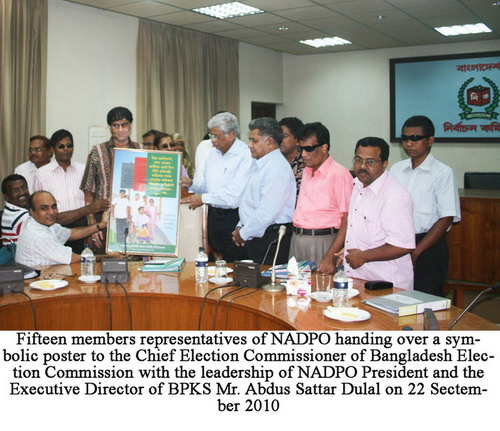 বাংলাদেশ
নির্বাচন কমি
Fifteen members representatives of NADPO handing over a sym-
bolic poster to the Chief Election Commissioner of Bangladesh Elec-
tion Commission with the leadership of NADPO President and the
Executive Director of BPKS Mr. Abdus Sattar Dulal on 22 Sectem-
ber 2010